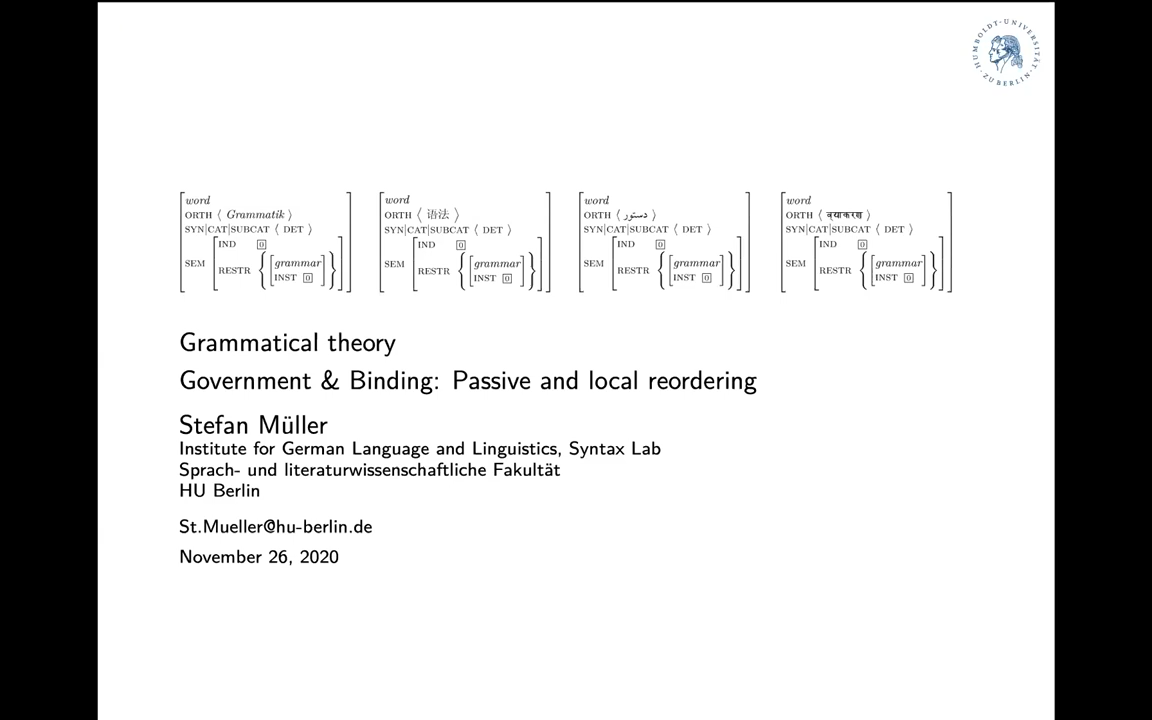 HUMBOLDT-UNIVERSITÄT ZU BERLIN
word
ORTH ⟨ Grammatik ⟩
SYN|CAT|SUBCAT ⟨ DET ⟩
SEM
IND 0
RESTR
grammar
INST 0
word
ORTH ⟨ 语法 ⟩
SYN|CAT|SUBCAT ⟨ DET ⟩
SEM
IND 0
RESTR
grammar
INST 0
word
ORTH ⟨ دستور ⟩
SYN|CAT|SUBCAT ⟨ DET ⟩
SEM
IND 0
RESTR
grammar
INST 0
word
ORTH ⟨ व्याकरण ⟩
SYN|CAT|SUBCAT ⟨ DET ⟩
SEM
IND 0
RESTR
grammar
INST 0
Grammatical theory
Government & Binding: Passive and local reordering
Stefan Müller
Institute for German Language and Linguistics, Syntax Lab
Sprach- und literaturwissenschaftliche Fakultät
HU Berlin
St.Mueller@hu-berlin.de
November 26, 2020